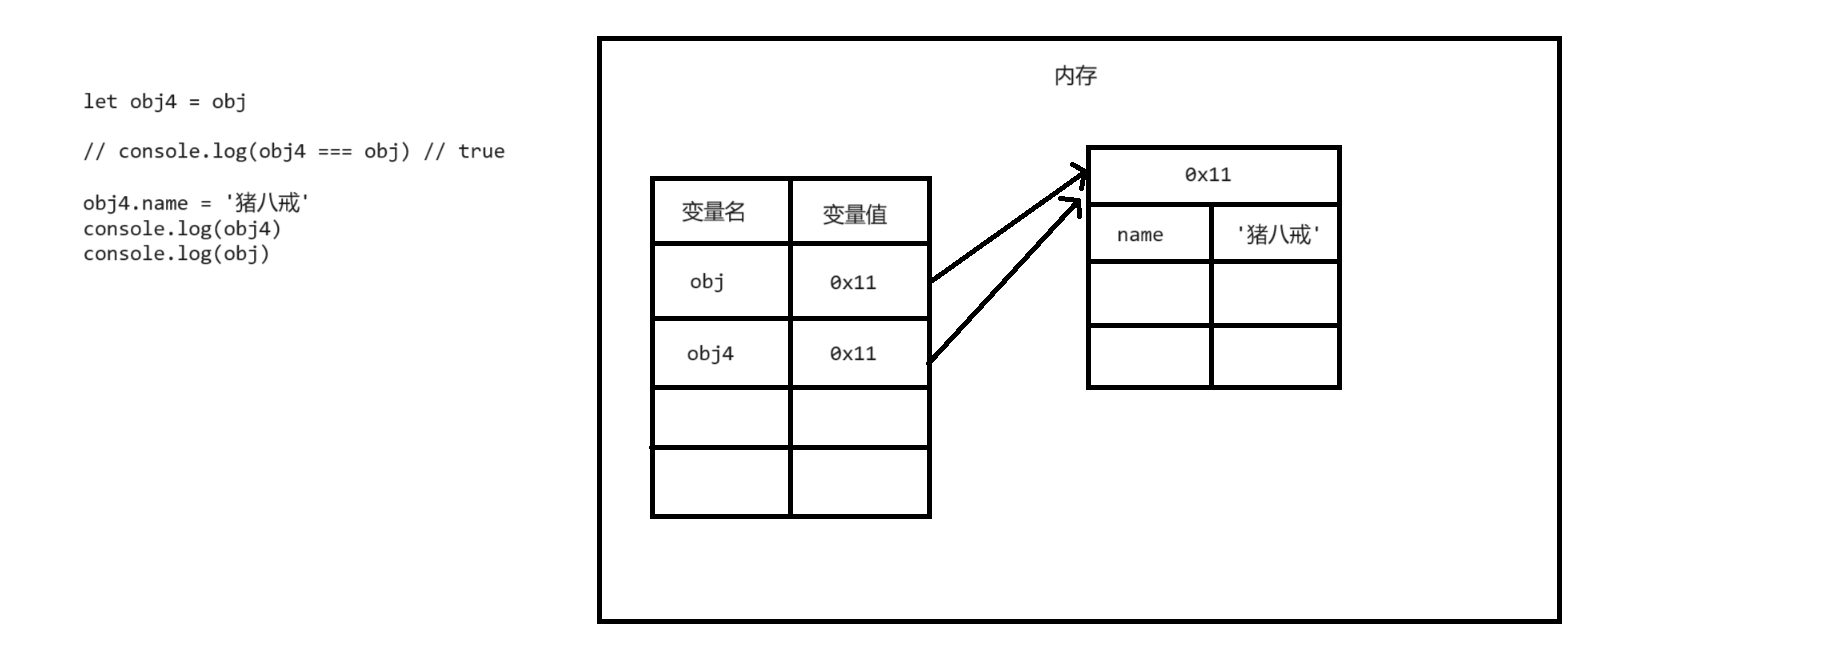 let obj4 = obj
// console.log(obj4 === obj) // true
obj4.name = '猪八戒'
console.log(obj4)
console.log(obj)
内存
变量名 变量值
obj 0x11
obj4 0x11
0x11
name '猪八戒'